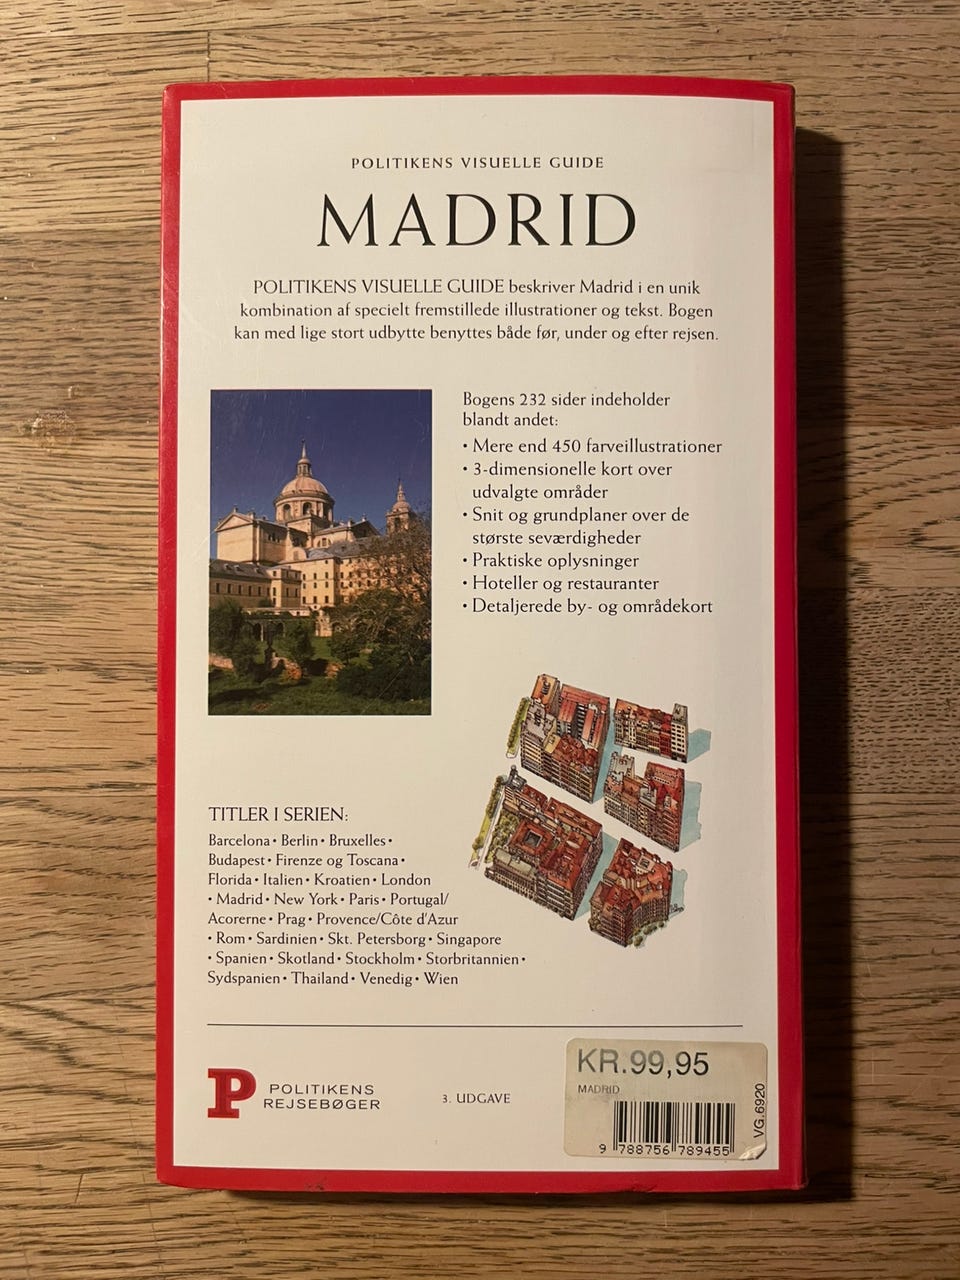 POLITIKENS VISUELLE GUIDE
MADRID
POLITIKENS VISUELLE GUIDE beskriver Madrid i en unik
kombination af specielt fremstillede illustrationer og tekst. Bogen
kan med lige stort udbytte benyttes både før, under og efter rejsen.
Bogens 232 sider indeholder
blandt andet:
• Mere end 450 farveillustrationer
• 3-dimensionelle kort over
udvalgte områder
• Snit og grundplaner over de
største seværdigheder
• Praktiske oplysninger
• Hoteller og restauranter
• Detaljerede by- og områdekort
TITLER I SERIEN:
Barcelona • Berlin • Bruxelles •
Budapest • Firenze og Toscana •
Florida • Italien • Kroatien • London
• Madrid • New York • Paris • Portugal/
Acorerne • Prag • Provence/Côte d'Azur
• Rom • Sardinien • Skt. Petersborg • Singapore
• Spanien • Skotland • Stockholm • Storbritannien •
Sydspanien • Thailand • Venedig • Wien
P
POLITIKENS
REJSEBØGER
3. UDGAVE
KR.99,95
MADRID
VG.6920
9 788756 789455